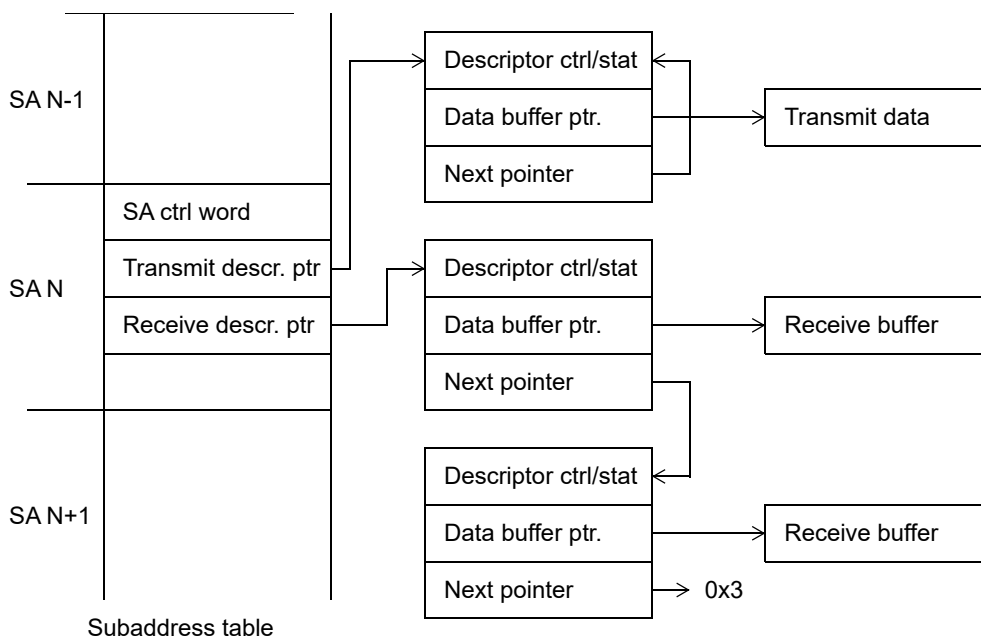 SA N-1
SA N
SA N+1
SA ctrl word
Transmit descr. ptr
Receive descr. ptr
Subaddress table
Descriptor ctrl/stat
Data buffer ptr.
Next pointer
Transmit data
Descriptor ctrl/stat
Data buffer ptr.
Next pointer
Receive buffer
Descriptor ctrl/stat
Data buffer ptr.
Next pointer
Receive buffer
0x3